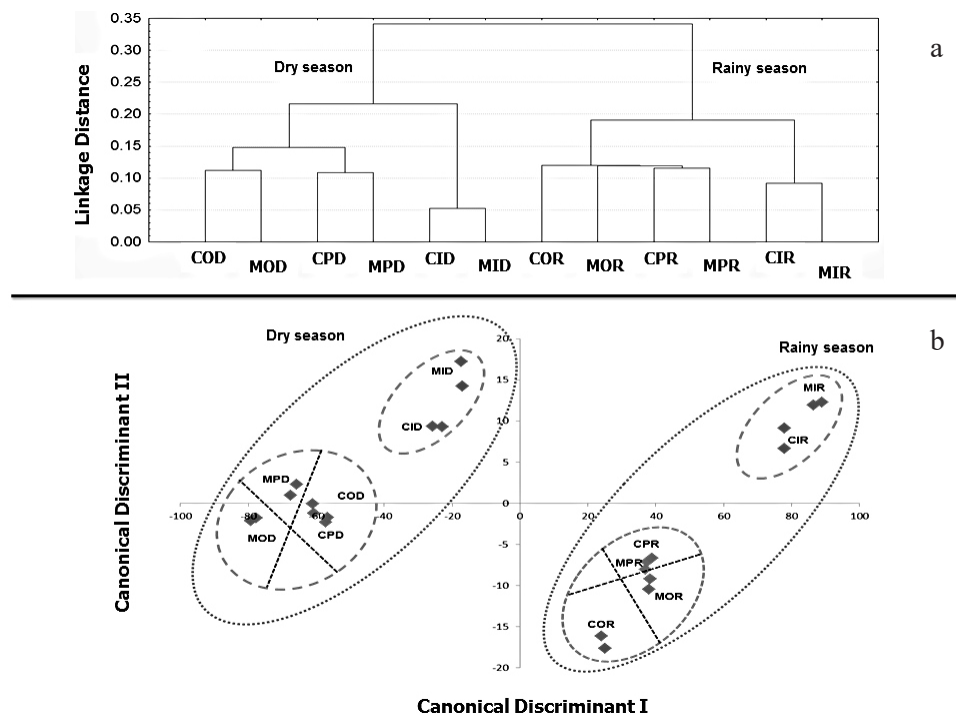 a
0.35
0.30
0.25
0.20
0.15
0.10
0.05
0.00
Linkage Distance
Dry season
Rainy season
COD MOD CPD MPD CID MID COR MOR CPR MPR CIR MIR
b
Dry season
Rainy season
Canonical Discriminant II
20
15
10
5
0
-5
-10
-15
-20
-100 -80 -60 -40 -20 0 20 40 60 80 100
MID
CID
MPD
COD
MOD
CPD
MIR
CIR
CPR
MPR
MOR
COR
Canonical Discriminant I